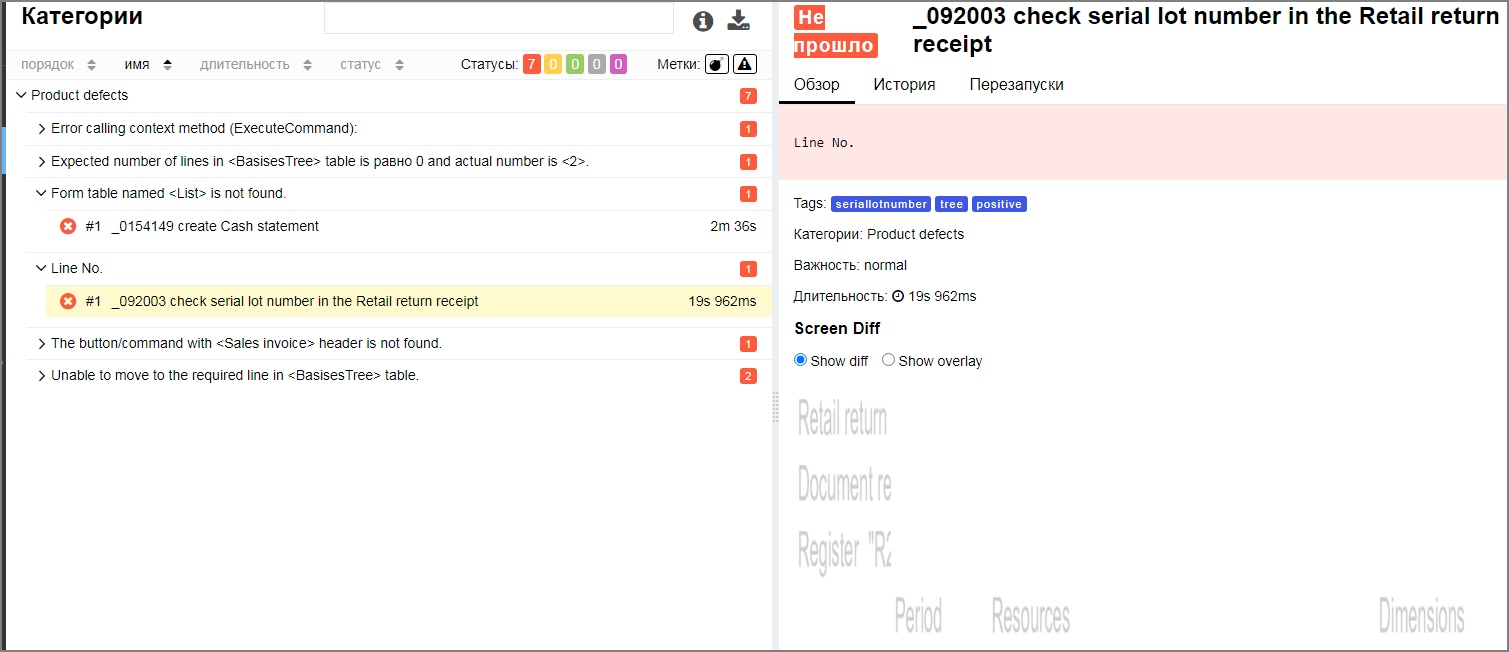 Категории
порядок имя длительность статус Статусы: 7 0 0 0 0 Метки:
Product defects 7
Error calling context method (ExecuteCommand): 1
Expected number of lines in <BasisesTree> table is равно 0 and actual number is <2>. 1
Form table named <List> is not found. 1
#1 _0154149 create Cash statement 2m 36s
Line No. 1
#1 _092003 check serial lot number in the Retail return receipt 19s 962ms
The button/command with <Sales invoice> header is not found. 1
Unable to move to the required line in <BasisesTree> table. 2
Не
прошло
_092003 check serial lot number in the Retail return
receipt
Обзор История Перезапуски
Line No.
Tags: seriallotnumber tree positive
Категории: Product defects
Важность: normal
Длительность: 19s 962ms
Screen Diff
Show diff Show overlay
Retail return
Document re
Register "R2
Period Resources Dimensions